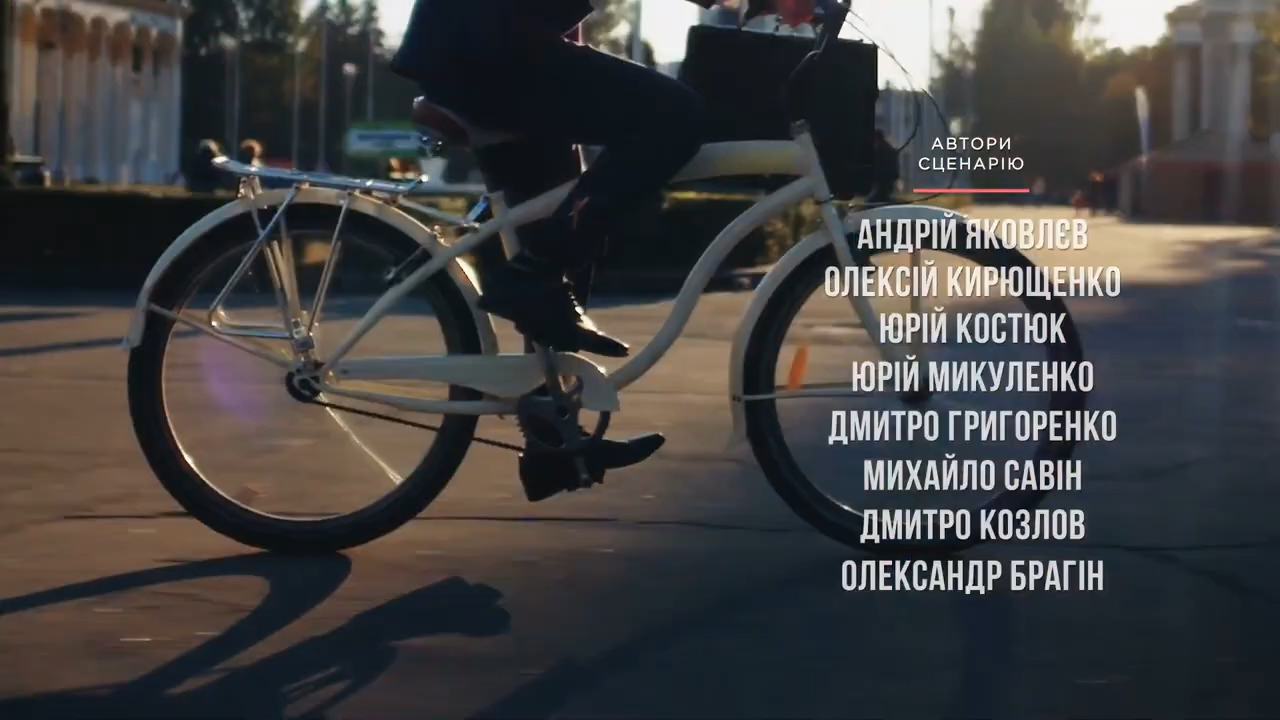 АВТОРИ
СЦЕНАРІЮ
АНДРІЙ ЯКОВЛЄВ
ОЛЕКСІЙ КИРЮЩЕНКО
ЮРІЙ КОСТЮК
ЮРІЙ МИКУЛЕНКО
ДМИТРО ГРИГОРЕНКО
МИХАЙЛО САВІН
ДМИТРО КОЗЛОВ
ОЛЕКСАНДР БРАГІН